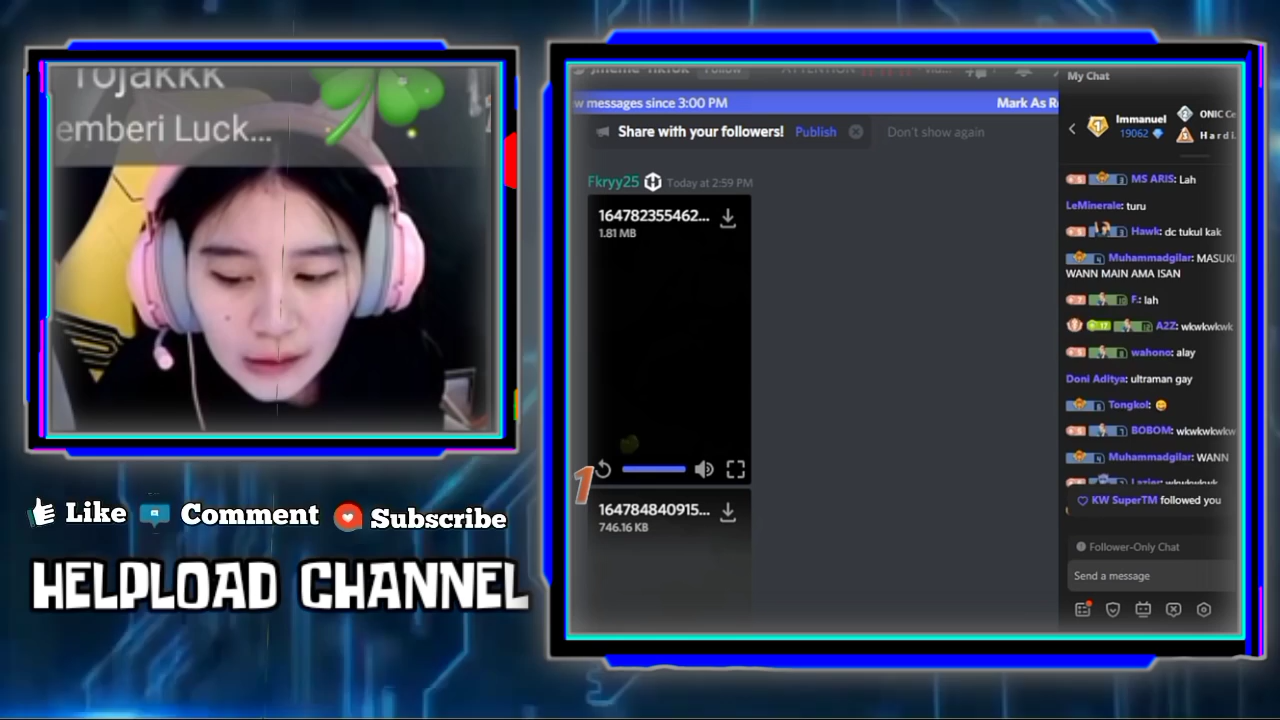 Tojakkk
emberi Luck...
Like
Comment
Subscribe
HELPLOAD CHANNEL
w messages since 3:00 PM
Mark As R
Share with your followers!
Publish
Don't show again
Fkryy25
Today at 2:59 PM
164782355462...
1.81 MB
1
164784840915...
746.16 KB
My Chat
Immanuel
19062
ONIC Ce
Hardi
MS ARIS: Lah
LeMinerale: turu
Hawk: dc tukul kak
Muhammadgilar: MASUKI
WANN MAIN AMA ISAN
F.: lah
A2Z: wkwkwkwk
wahono: alay
Doni Aditya: ultraman gay
Tongkol: 😄
BOBOM: wkwkwkwkw
Muhammadgilar: WANN
KW SuperTM followed you
Follower-Only Chat
Send a message